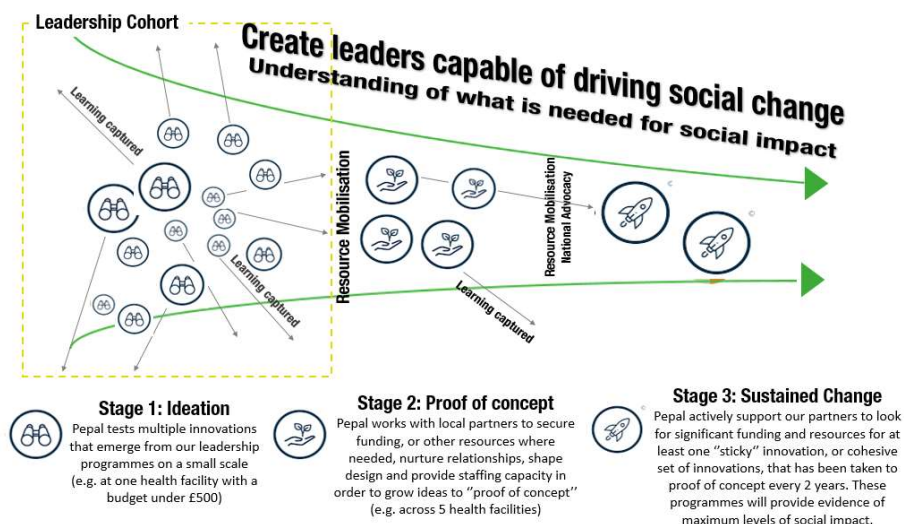 Leadership Cohort
Create leaders capable of driving social change
Understanding of what is needed for social impact
Learning captured
Resource Mobilisation
Resource Mobilisation
National Advocacy
Learning captured
Learning captured
Stage 1: Ideation
Pepal tests multiple innovations
that emerge from our leadership
programmes on a small scale
(e.g. at one health facility with a
budget under £500)
Stage 2: Proof of concept
Pepal works with local partners to secure
funding, or other resources where
needed, nurture relationships, shape
design and provide staffing capacity in
order to grow ideas to "proof of concept"
(e.g. across 5 health facilities)
Stage 3: Sustained Change
Pepal actively support our partners to look
for significant funding and resources for at
least one "sticky" innovation, or cohesive
set of innovations, that has been taken to
proof of concept every 2 years. These
programmes will provide evidence of
maximum levels of social impact.